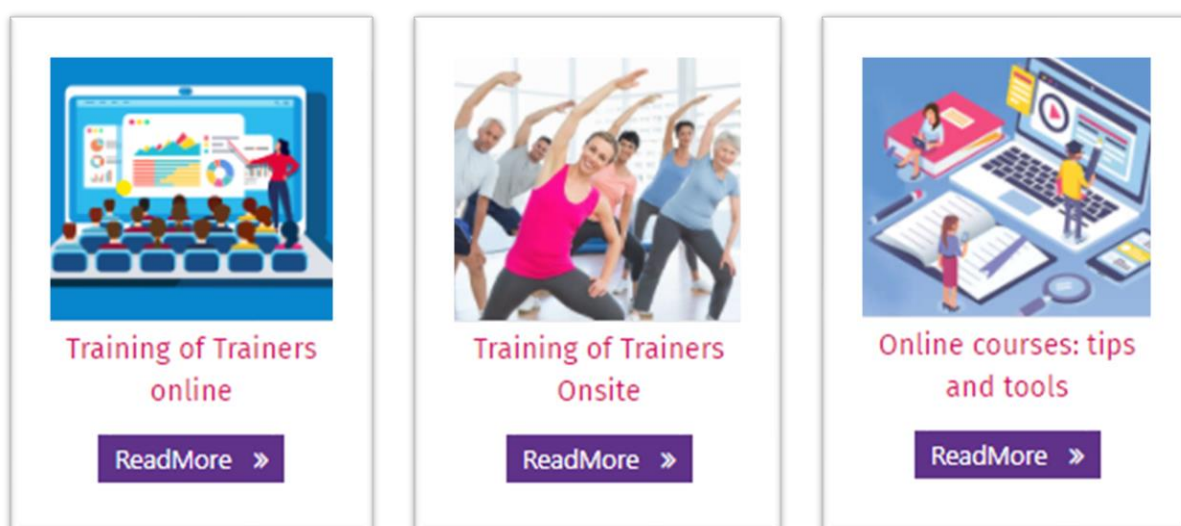 Training of Trainers
online
ReadMore »
Training of Trainers
Onsite
ReadMore »
Online courses: tips
and tools
ReadMore »